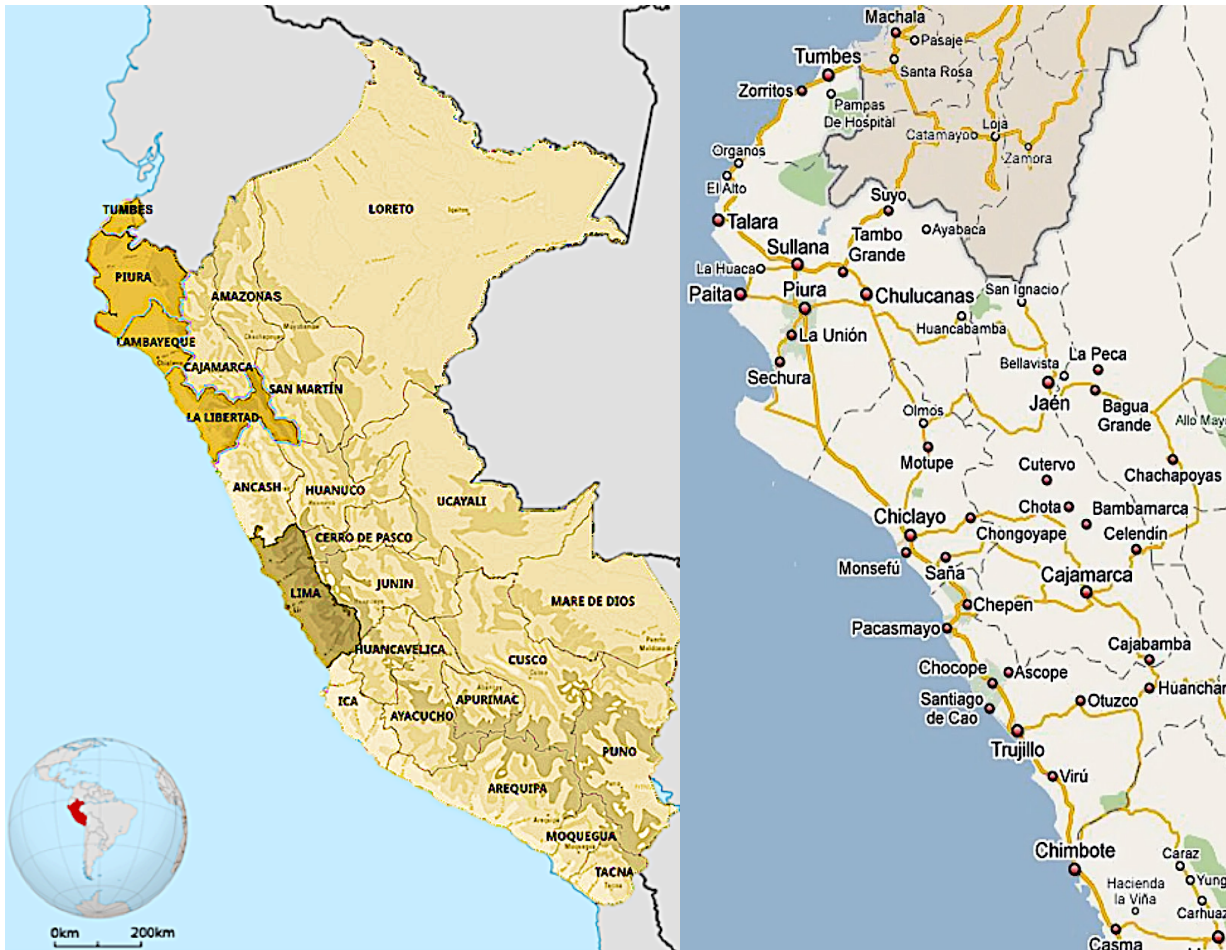 LORETO
TUMBES
PIURA
AMAZONAS
LAMBAYEQUE
CAJAMARCA
SAN MARTÍN
LA LIBERTAD
ANCASH
HUANUCO
UCAYALI
CERRO DE PASCO
JUNIN
LIMA
MARE DE DIOS
HUANCAVELICA
CUSCO
ICA
APURIMAC
AYACUCHO
PUNO
AREQUIPA
MOQUEGUA
TACNA
0km
200km
Machala
Pasaje
Tumbes
Santa Rosa
Zorritos
Pampas
De Hospital
Catamayo
Loja
Zamora
Organos
El Alto
Suyo
Talara
Ayabaca
Tambo
Grande
Sullana
La Huaca
Paita
Piura
Chulucanas
San Ignacio
Huancabamba
La Unión
Sechura
Bellavista
La Peca
Jaén
Bagua
Grande
Olmos
Allo May
Motupe
Cutervo
Chachapoyas
Chota
Bambamarca
Chiclayo
Chongoyape
Celendín
Monsefú
Saña
Cajamarca
Chepen
Pacasmayo
Cajabamba
Chocope
Ascope
Santiago
de Cao
Otuzco
Huanchar
Trujillo
Virú
Chimbote
Caraz
Hacienda
la Viña
Yung
Carhuaz
Casma